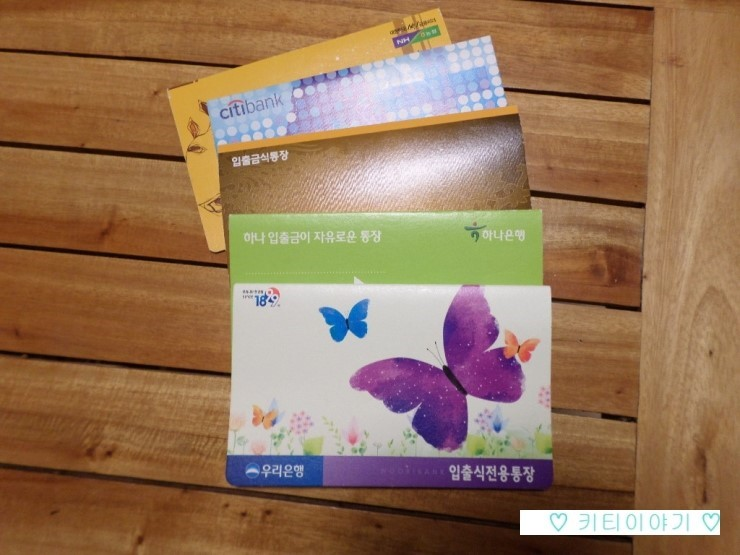 NH
citibank
입출금식통장
하나 입출금이 자유로운 통장
하나은행
우리은행
입출식전용통장
♡ 키티이야기 ♡